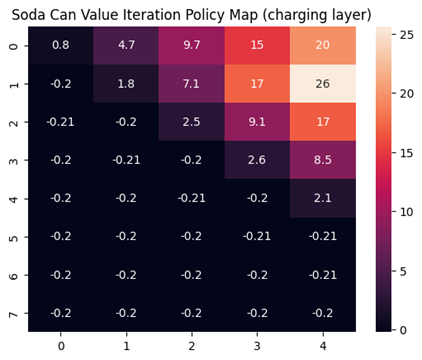 Soda Can Value Iteration Policy Map (charging layer)
0 0.8 4.7 9.7 15 20
1 -0.2 1.8 7.1 17 26
2 -0.21 -0.2 2.5 9.1 17
3 -0.2 -0.21 -0.2 2.6 8.5
4 -0.2 -0.2 -0.21 -0.2 2.1
5 -0.2 -0.2 -0.2 -0.21 -0.21
6 -0.2 -0.2 -0.2 -0.2 -0.21
7 -0.2 -0.2 -0.2 -0.2 -0.2
0 1 2 3 4
25
20
15
10
5
0